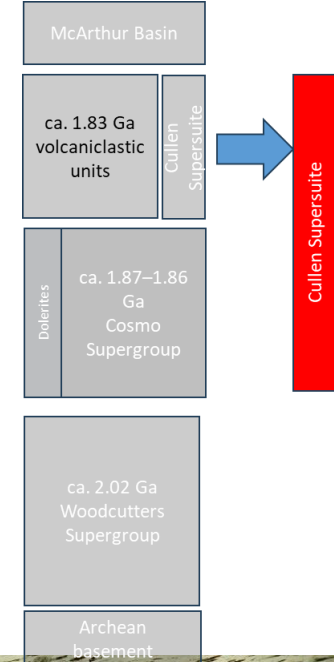 McArthur Basin
ca. 1.83 Ga
volcaniclastic
units
Cullen
Supersuite
Cullen Supersuite
Dolerites
ca. 1.87–1.86
Ga
Cosmo
Supergroup
ca. 2.02 Ga
Woodcutters
Supergroup
Archean
basement